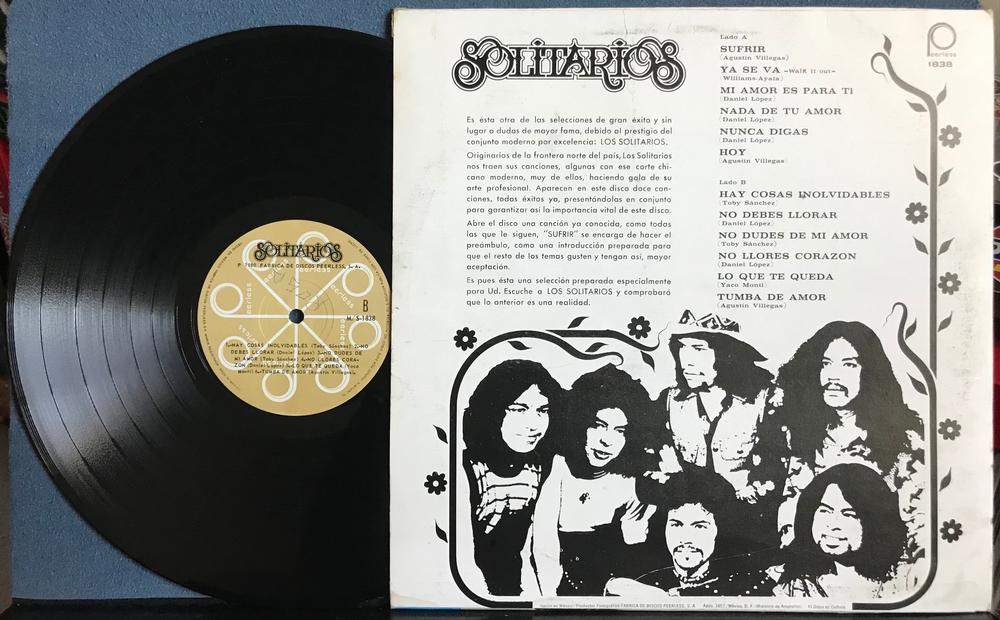 SOLITARIOS
FABRICA DE DISCOS PEERLESS, S. A.
B
M/S-1838
1.-HAY COSAS INOLVIDABLES (Toby Sánchez) 2.-NO
DEBES LLORAR (Daniel López) 3.-NO DUDES DE
MI AMOR (Toby Sánchez) 4.-NO LLORES CORA-
ZON (Daniel López) 5.-LO QUE TE QUEDA (Yaco
Monti) 6.-TUMBA DE AMOR (Agustín Villegas).
SOLITARIOS
Es ésta otra de las selecciones de gran éxito y sin
lugar a dudas de mayor fama, debido al prestigio del
conjunto moderno por excelencia: LOS SOLITARIOS.
Originarios de la frontera norte del país, Los Solitarios
nos traen sus canciones, algunas con ese corte chi-
cano moderno, muy de ellos, haciendo gala de su
arte profesional. Aparecen en este disco doce can-
ciones, todas éxitos ya, presentándolas en conjunto
para garantizar así la importancia vital de este disco.
Abre el disco una canción ya conocida, como todas
las que le siguen, "SUFRIR" se encarga de hacer el
preámbulo, como una introducción preparada para
que el resto de los temas gusten y tengan así, mayor
aceptación.
Es pues ésta una selección preparada especialmente
para Ud. Escuche a LOS SOLITARIOS y comprobará
que lo anterior es una realidad.
Lado A
SUFRIR
(Agustín Villegas)
YA SE VA -Walk it out-
(Williams-Ayala)
MI AMOR ES PARA TI
(Daniel López)
NADA DE TU AMOR
(Daniel López)
NUNCA DIGAS
(Daniel López)
HOY
(Agustín Villegas)
Lado B
HAY COSAS INOLVIDABLES
(Toby Sánchez)
NO DEBES LLORAR
(Daniel López)
NO DUDES DE MI AMOR
(Toby Sánchez)
NO LLORES CORAZON
(Daniel López)
LO QUE TE QUEDA
(Yaco Monti)
TUMBA DE AMOR
(Agustín Villegas)
Peerless
1838